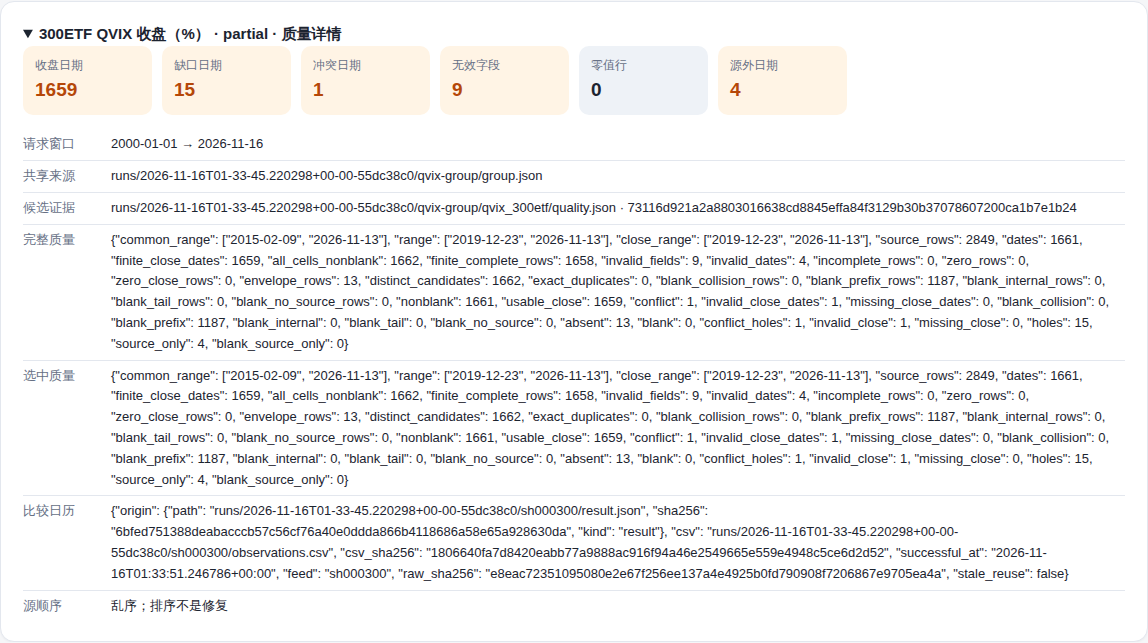 ▼ 300ETF QVIX 收盘（%） · partial · 质量详情
收盘日期
1659
缺口日期
15
冲突日期
1
无效字段
9
零值行
0
源外日期
4
请求窗口
2000-01-01 → 2026-11-16
共享来源
runs/2026-11-16T01-33-45.220298+00-00-55dc38c0/qvix-group/group.json
候选证据
runs/2026-11-16T01-33-45.220298+00-00-55dc38c0/qvix-group/qvix_300etf/quality.json · 73116d921a2a8803016638cd8845effa84f3129b30b37078607200ca1b7e1b24
完整质量
{"common_range": ["2015-02-09", "2026-11-13"], "range": ["2019-12-23", "2026-11-13"], "close_range": ["2019-12-23", "2026-11-13"], "source_rows": 2849, "dates": 1661,
"finite_close_dates": 1659, "all_cells_nonblank": 1662, "finite_complete_rows": 1658, "invalid_fields": 9, "invalid_dates": 4, "incomplete_rows": 0, "zero_rows": 0,
"zero_close_rows": 0, "envelope_rows": 13, "distinct_candidates": 1662, "exact_duplicates": 0, "blank_collision_rows": 0, "blank_prefix_rows": 1187, "blank_internal_rows": 0,
"blank_tail_rows": 0, "blank_no_source_rows": 0, "nonblank": 1661, "usable_close": 1659, "conflict": 1, "invalid_close_dates": 1, "missing_close_dates": 0, "blank_collision": 0,
"blank_prefix": 1187, "blank_internal": 0, "blank_tail": 0, "blank_no_source": 0, "absent": 13, "blank": 0, "conflict_holes": 1, "invalid_close": 1, "missing_close": 0, "holes": 15,
"source_only": 4, "blank_source_only": 0}
选中质量
{"common_range": ["2015-02-09", "2026-11-13"], "range": ["2019-12-23", "2026-11-13"], "close_range": ["2019-12-23", "2026-11-13"], "source_rows": 2849, "dates": 1661,
"finite_close_dates": 1659, "all_cells_nonblank": 1662, "finite_complete_rows": 1658, "invalid_fields": 9, "invalid_dates": 4, "incomplete_rows": 0, "zero_rows": 0,
"zero_close_rows": 0, "envelope_rows": 13, "distinct_candidates": 1662, "exact_duplicates": 0, "blank_collision_rows": 0, "blank_prefix_rows": 1187, "blank_internal_rows": 0,
"blank_tail_rows": 0, "blank_no_source_rows": 0, "nonblank": 1661, "usable_close": 1659, "conflict": 1, "invalid_close_dates": 1, "missing_close_dates": 0, "blank_collision": 0,
"blank_prefix": 1187, "blank_internal": 0, "blank_tail": 0, "blank_no_source": 0, "absent": 13, "blank": 0, "conflict_holes": 1, "invalid_close": 1, "missing_close": 0, "holes": 15,
"source_only": 4, "blank_source_only": 0}
比较日历
{"origin": {"path": "runs/2026-11-16T01-33-45.220298+00-00-55dc38c0/sh000300/result.json", "sha256":
"6bfed751388deabacccb57c56cf76a40e0ddda866b4118686a58e65a928630da", "kind": "result"}, "csv": "runs/2026-11-16T01-33-45.220298+00-00-
55dc38c0/sh000300/observations.csv", "csv_sha256": "1806640fa7d8420eabb77a9888ac916f94a46e2549665e559e4948c5ce6d2d52", "successful_at": "2026-11-
16T01:33:51.246786+00:00", "feed": "sh000300", "raw_sha256": "e8eac72351095080e2e67f256ee137a4e4925b0fd790908f7206867e9705ea4a", "stale_reuse": false}
源顺序
乱序；排序不是修复